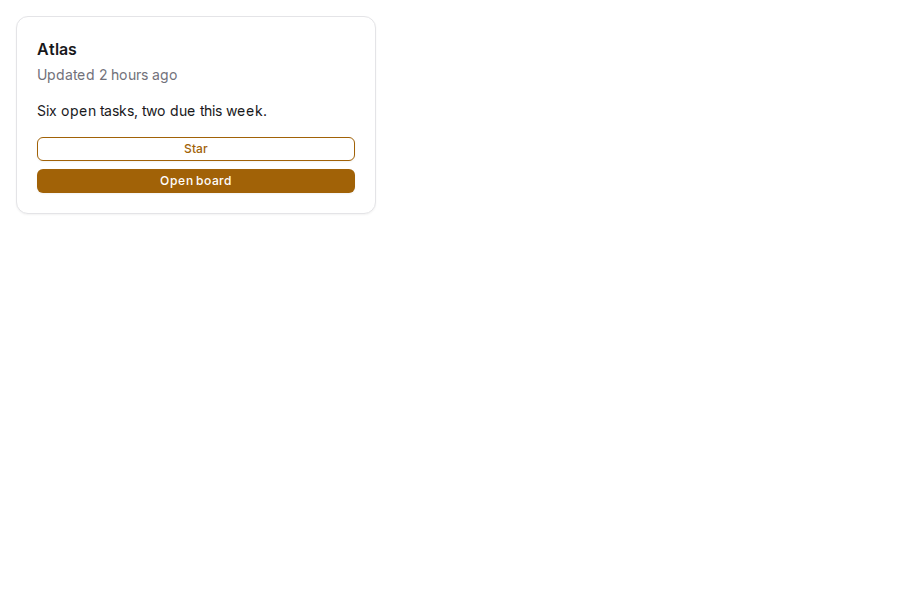 Atlas
Updated 2 hours ago
Six open tasks, two due this week.
Star
Open board